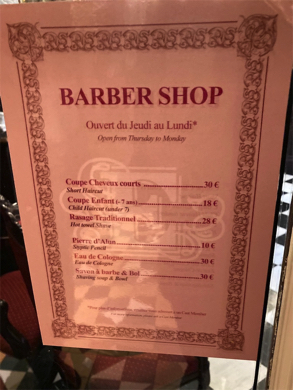 BARBER SHOP
Ouvert du Jeudi au Lundi*
Open from Thursday to Monday
Coupe Cheveux courts 30 €
Short Haircut
Coupe Enfant (-7 ans) 18 €
Child Haircut (under 7)
Rasage Traditionnel 28 €
Hot towel Shave
Pierre d'Alun 10 €
Styptic Pencil
Eau de Cologne 30 €
Eau de Cologne
Savon à barbe & Bol 30 €
Shaving soap & Bowl